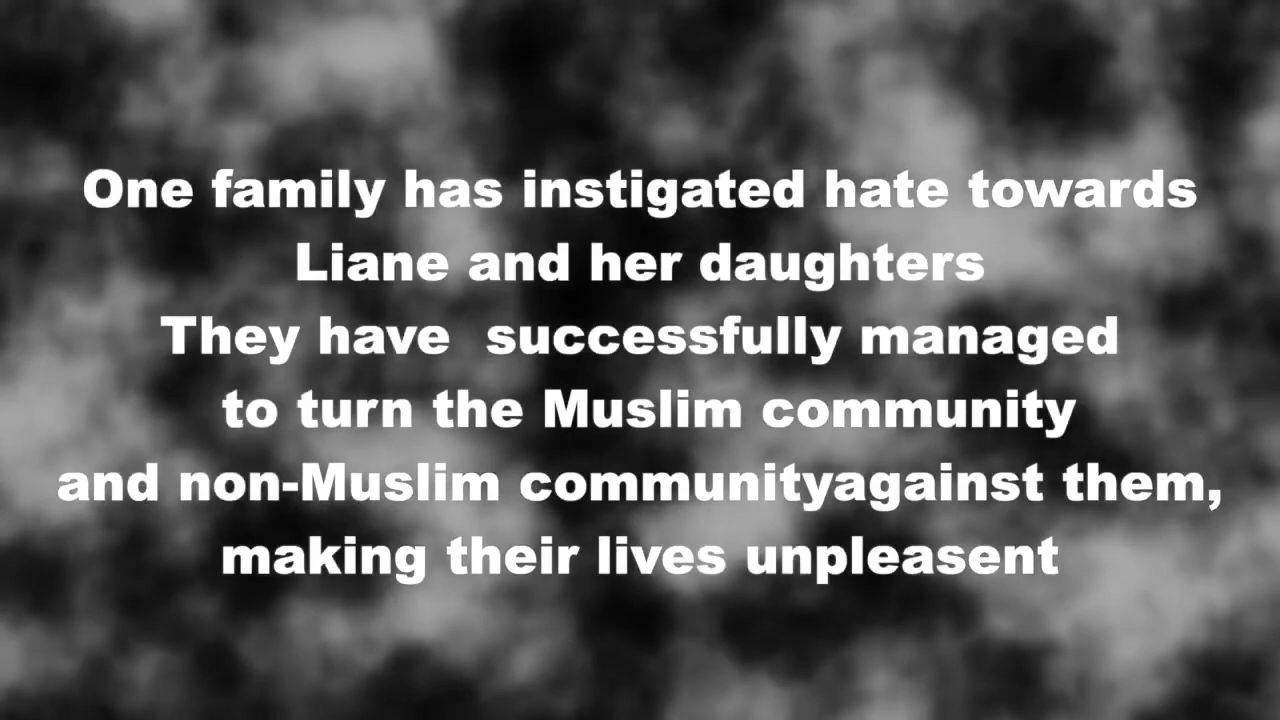 One family has instigated hate towards
Liane and her daughters
They have  successfully managed
to turn the Muslim community
and non-Muslim communityagainst them,
making their lives unpleasent